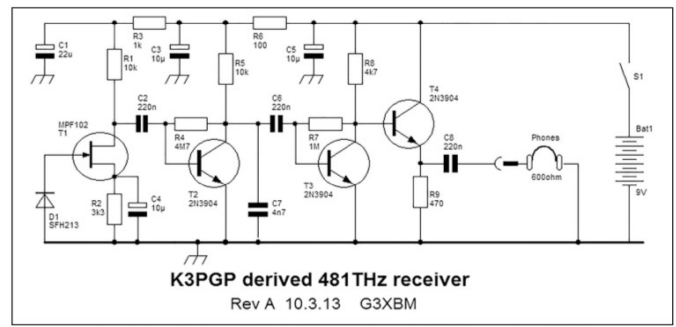 C1
22u
R3
1k
C3
10µ
R6
100
C5
10µ
R1
10k
R5
10k
R8
4k7
T4
2N3904
S1
C2
220n
C6
220n
MPF102
T1
R4
4M7
R7
1M
C8
220n
Phones
600ohm
Bat1
9V
T2
2N3904
T3
2N3904
D1
SFH213
R2
3k3
C4
10µ
C7
4n7
R9
470
K3PGP derived 481THz receiver
Rev A 10.3.13 G3XBM